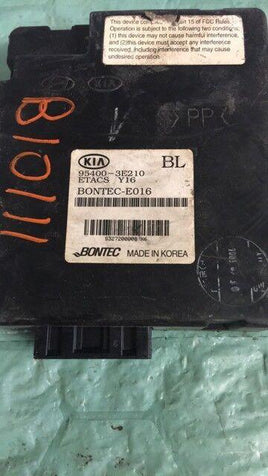 This device complies with Part 15 of FCC Rules.
Operation is subject to the following two conditions,
(1) this device may not cause harmful interference,
and (2)this device must accept any interference
received, including interference that may cause
undesired operation.
>PP<
810111
KIA
BL
95400-3E210
ETACS Y16
BONTEC-E016
BONTEC MADE IN KOREA